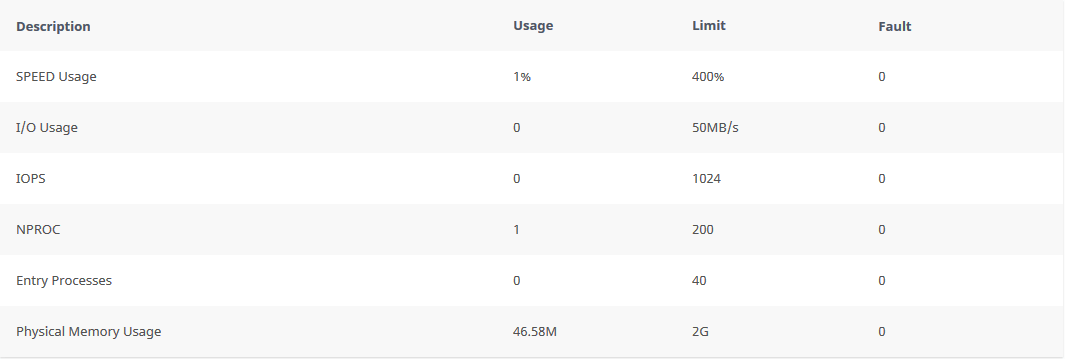 Description Usage Limit Fault
SPEED Usage 1% 400% 0
I/O Usage 0 50MB/s 0
IOPS 0 1024 0
NPROC 1 200 0
Entry Processes 0 40 0
Physical Memory Usage 46.58M 2G 0